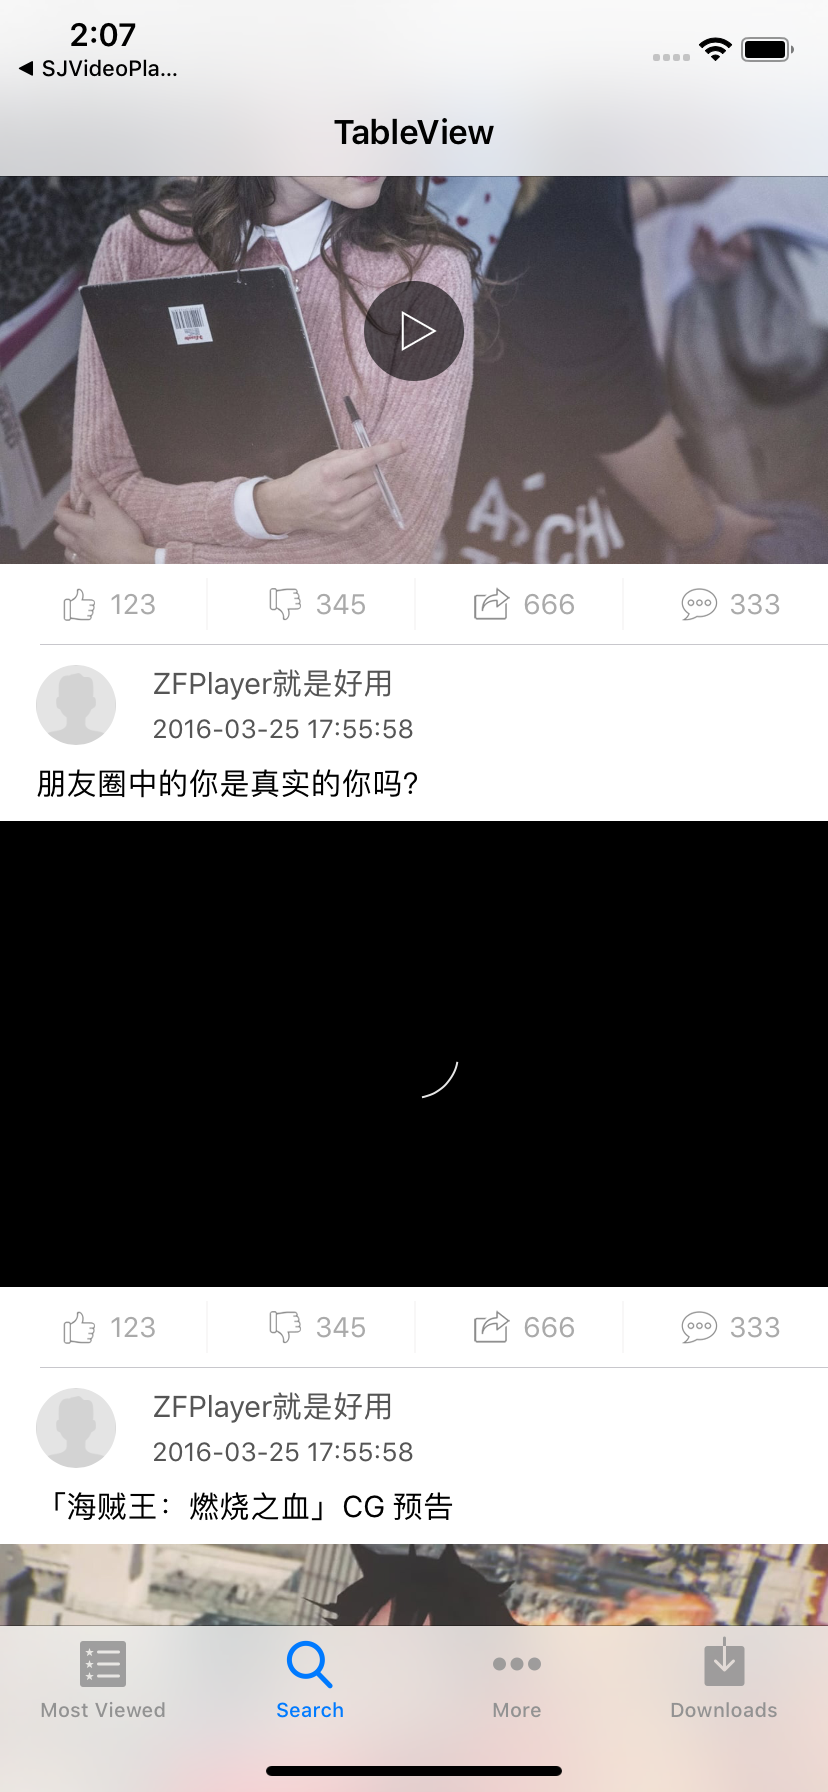 2:07
◀ SJVideoPla...
TableView
CHI
123 345 666 333
ZFPlayer就是好用
2016-03-25 17:55:58
朋友圈中的你是真实的你吗?
123 345 666 333
ZFPlayer就是好用
2016-03-25 17:55:58
「海贼王：燃烧之血」CG 预告
Most Viewed Search More Downloads